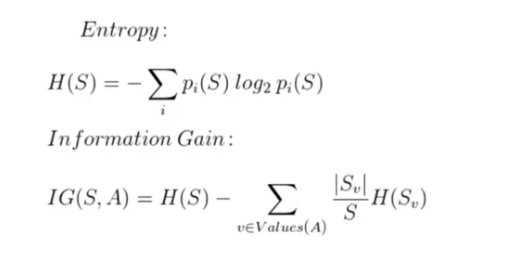 Entropy:
H(S) = − ∑_i p_i(S) log_2 p_i(S)
Information Gain:
IG(S, A) = H(S) − ∑_{v∈Values(A)} |S_v|/S H(S_v)